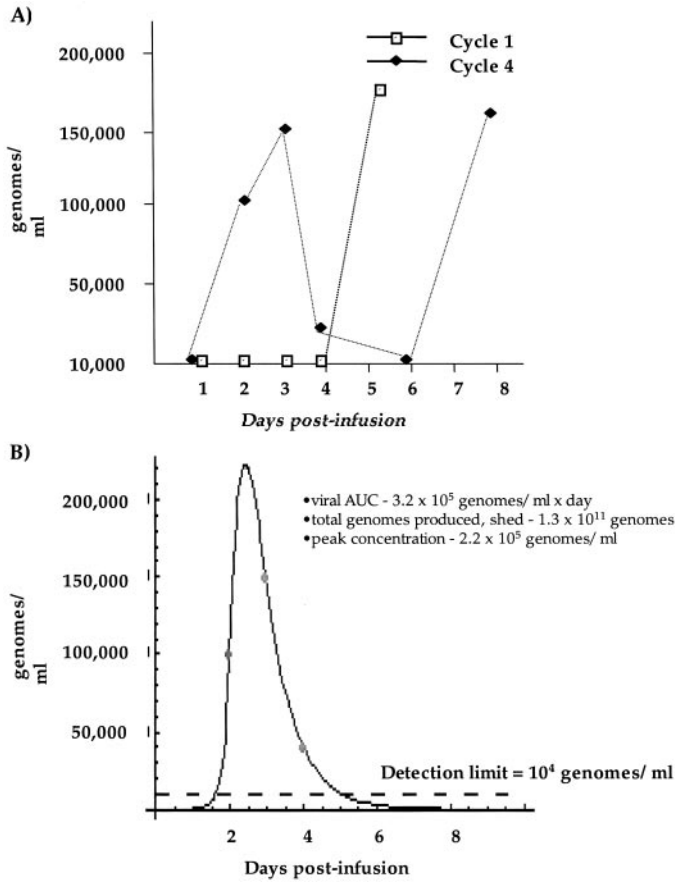 A)
200,000
150,000
100,000
50,000
10,000
genomes/
ml
Cycle 1
Cycle 4
1 2 3 4 5 6 7 8
Days post-infusion
B)
200,000
150,000
100,000
50,000
genomes/
ml
•viral AUC - 3.2 x 10⁵ genomes/ ml x day
•total genomes produced, shed - 1.3 x 10¹¹ genomes
•peak concentration - 2.2 x 10⁵ genomes/ ml
Detection limit = 10⁴ genomes/ ml
2 4 6 8
Days post-infusion